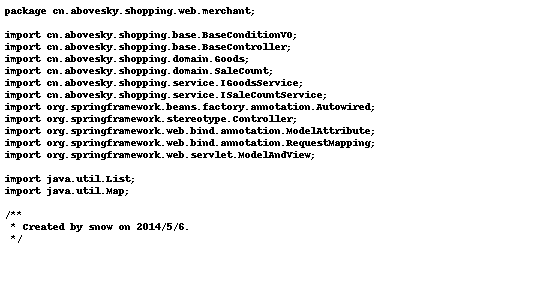 package cn.abovesky.shopping.web.merchant;

import cn.abovesky.shopping.base.BaseConditionVO;
import cn.abovesky.shopping.base.BaseController;
import cn.abovesky.shopping.domain.Goods;
import cn.abovesky.shopping.domain.SaleCount;
import cn.abovesky.shopping.service.IGoodsService;
import cn.abovesky.shopping.service.ISaleCountService;
import org.springframework.beans.factory.annotation.Autowired;
import org.springframework.stereotype.Controller;
import org.springframework.web.bind.annotation.ModelAttribute;
import org.springframework.web.bind.annotation.RequestMapping;
import org.springframework.web.servlet.ModelAndView;

import java.util.List;
import java.util.Map;

/**
 * Created by snow on 2014/5/6.
 */